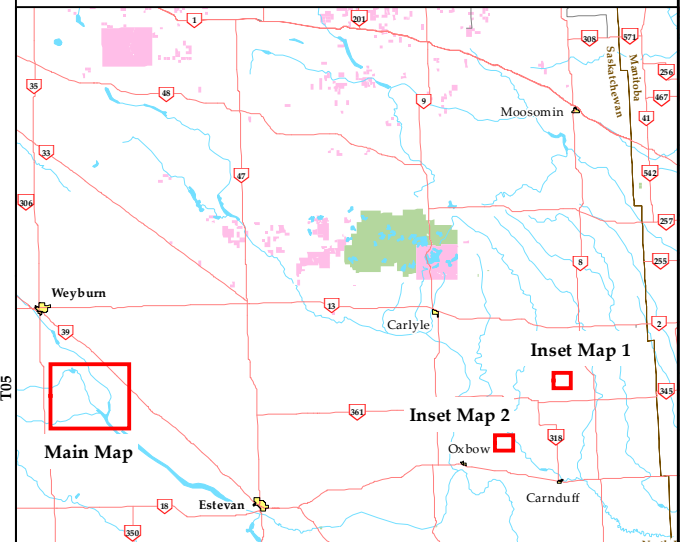 1
201
308
571
Saskatchewan
Manitoba
256
35
48
9
467
Moosomin
41
33
47
542
306
257
8
255
Weyburn
13
Carlyle
2
39
Inset Map 1
T05
345
361
Inset Map 2
318
Main Map
Oxbow
Carnduff
18
Estevan
350